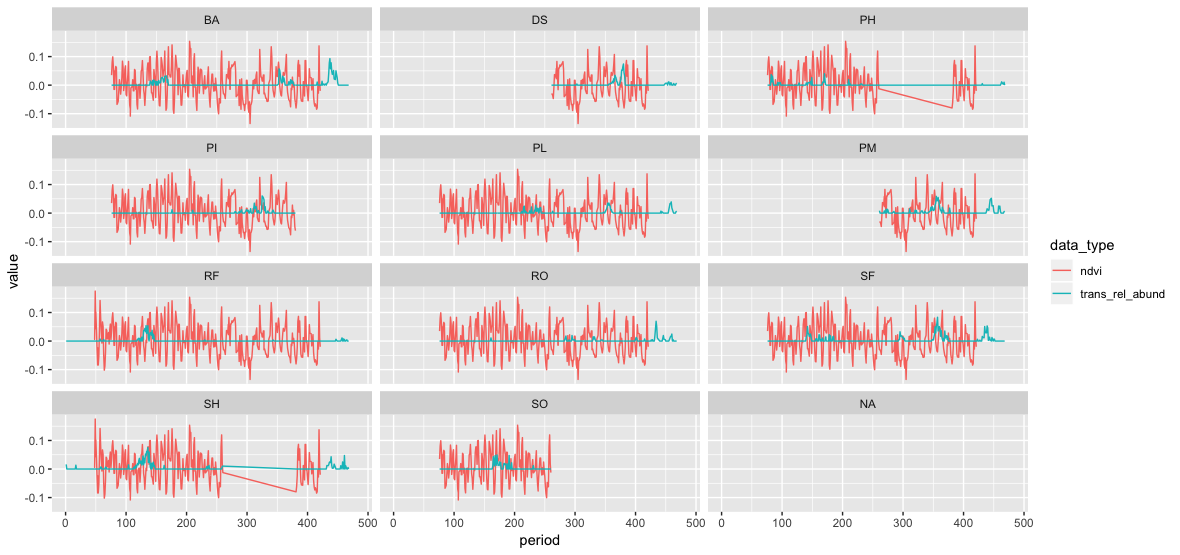 BA DS PH
0.1
0.0
-0.1
PI PL PM
0.1
0.0
-0.1
RF RO SF
0.1
0.0
-0.1
SH SO NA
0.1
0.0
-0.1
0 100 200 300 400 500 0 100 200 300 400 500 0 100 200 300 400 500
period
value
data_type
ndvi
trans_rel_abund